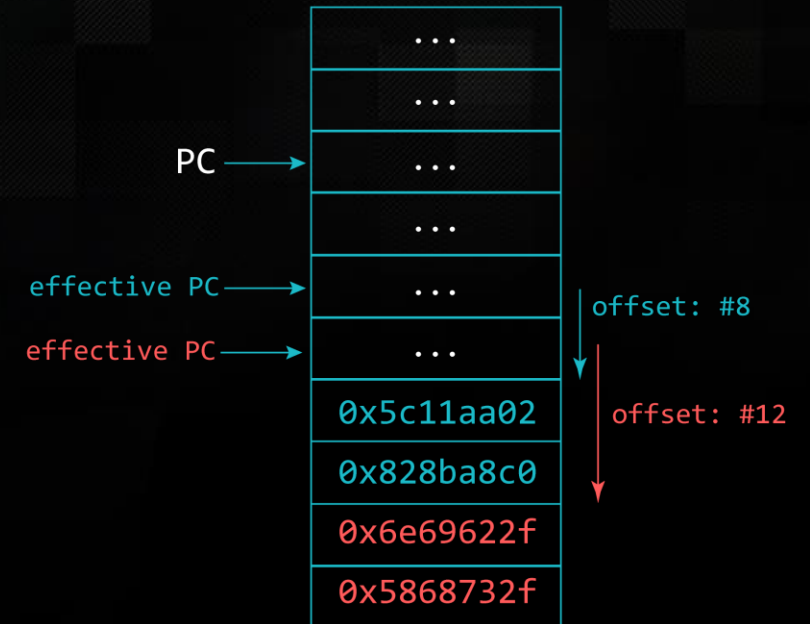 ...
...
PC
...
...
effective PC
...
offset: #8
effective PC
...
0x5c11aa02
offset: #12
0x828ba8c0
0x6e69622f
0x5868732f